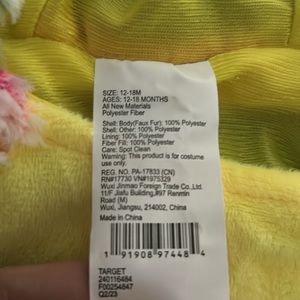 SIZE: 12-18M
AGES: 12-18 MONTHS
All New Materials
Polyester Fiber
Shell: Body(Faux Fur): 100% Polyester
Shell: Other: 100% Polyester
Lining: 100% Polyester
Fiber Fill: 100% Polyester
Care: Spot Clean
Warning: This product is for costume
use only.
REG. NO. PA-17833 (CN)
RN#17730 VN#1975329
Wuxi Jinmao Foreign Trade Co.,Ltd.
11/F Jiafu Building,#97 Renmin
Road (M)
Wuxi, Jiangsu, 214002, China
Made in China
1 91908 97448 4
TARGET
240116484
F00254647
Q2/23